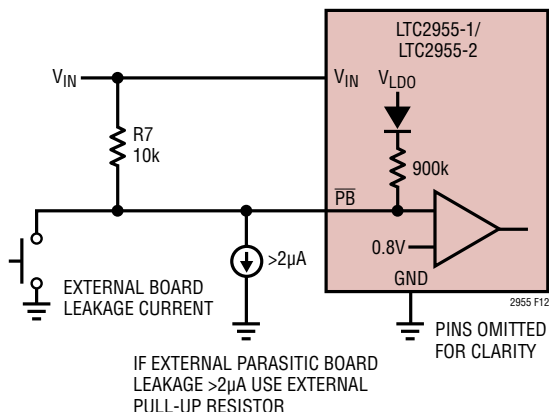 LTC2955-1/
LTC2955-2
VIN
VIN
VLDO
R7
10k
900k
PB
>2µA
0.8V
GND
EXTERNAL BOARD
LEAKAGE CURRENT
2955 F12
PINS OMITTED
FOR CLARITY
IF EXTERNAL PARASITIC BOARD
LEAKAGE >2µA USE EXTERNAL
PULL-UP RESISTOR